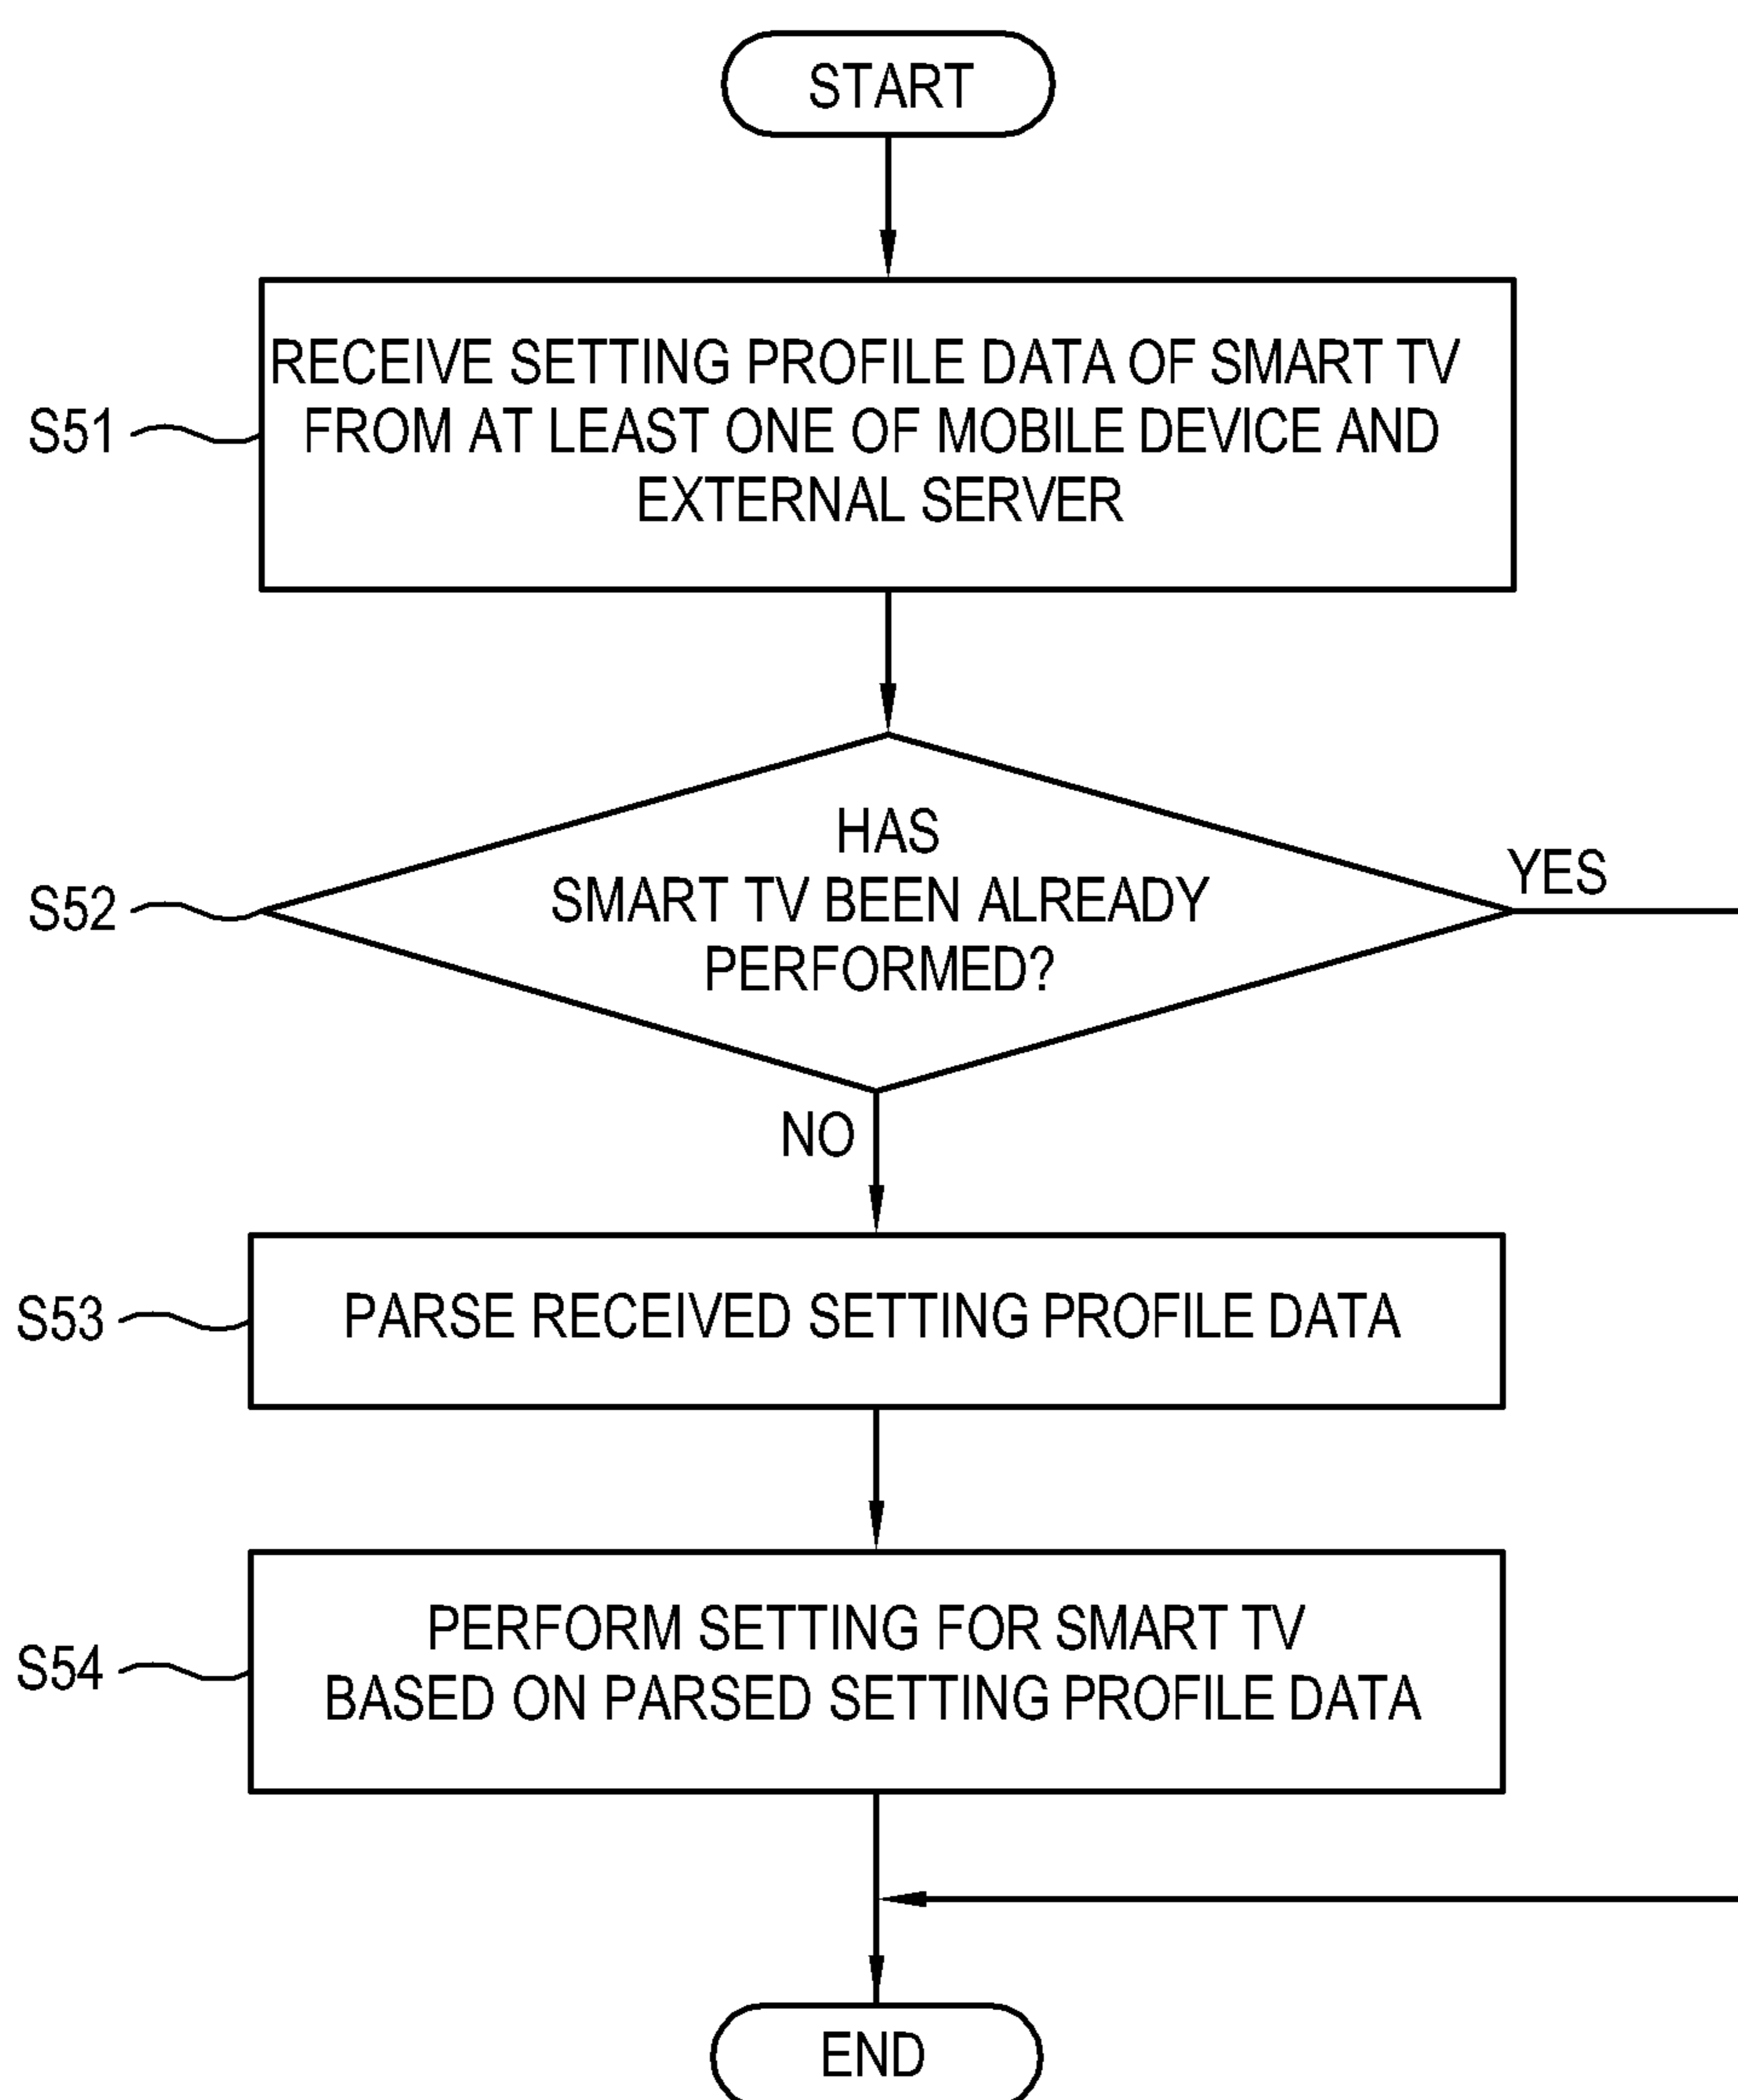 START
S51
RECEIVE SETTING PROFILE DATA OF SMART TV
FROM AT LEAST ONE OF MOBILE DEVICE AND
EXTERNAL SERVER
S52
HAS
SMART TV BEEN ALREADY
PERFORMED?
YES
NO
S53
PARSE RECEIVED SETTING PROFILE DATA
S54
PERFORM SETTING FOR SMART TV
BASED ON PARSED SETTING PROFILE DATA
END